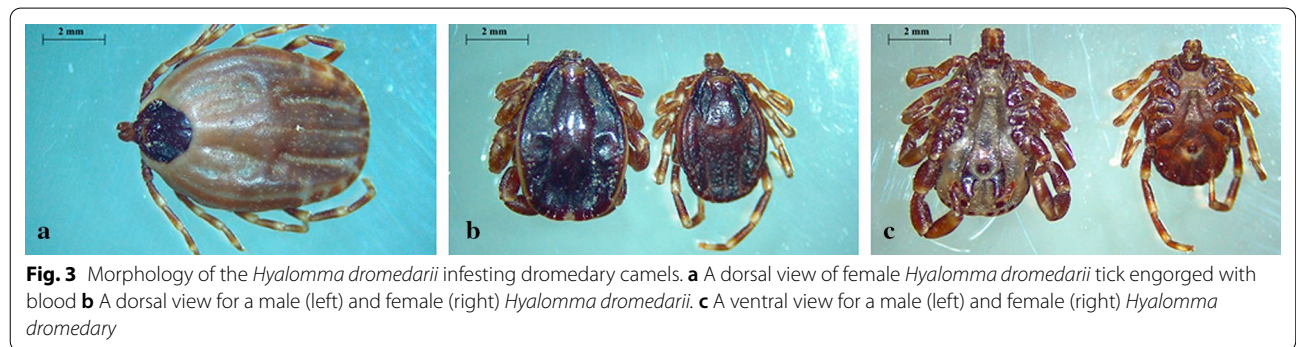 2 mm
2 mm
2 mm
a
b
c
Fig. 3 Morphology of the Hyalomma dromedarii infesting dromedary camels. a A dorsal view of female Hyalomma dromedarii tick engorged with
blood b A dorsal view for a male (left) and female (right) Hyalomma dromedarii. c A ventral view for a male (left) and female (right) Hyalomma
dromedary